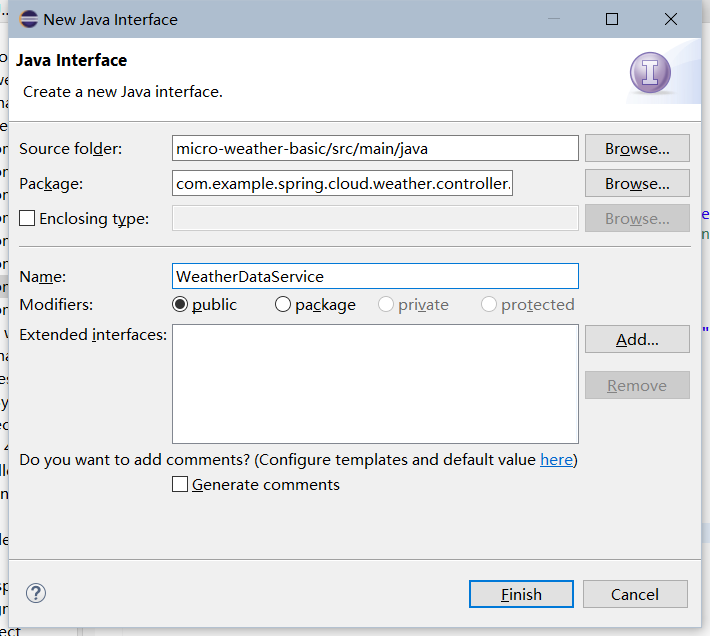 New Java Interface
Java Interface
Create a new Java interface.
Source folder: micro-weather-basic/src/main/java Browse...
Package: com.example.spring.cloud.weather.controller. Browse...
Enclosing type: Browse...
Name: WeatherDataService
Modifiers: public package private protected
Extended interfaces: Add...
Remove
Do you want to add comments? (Configure templates and default value here)
Generate comments
Finish Cancel